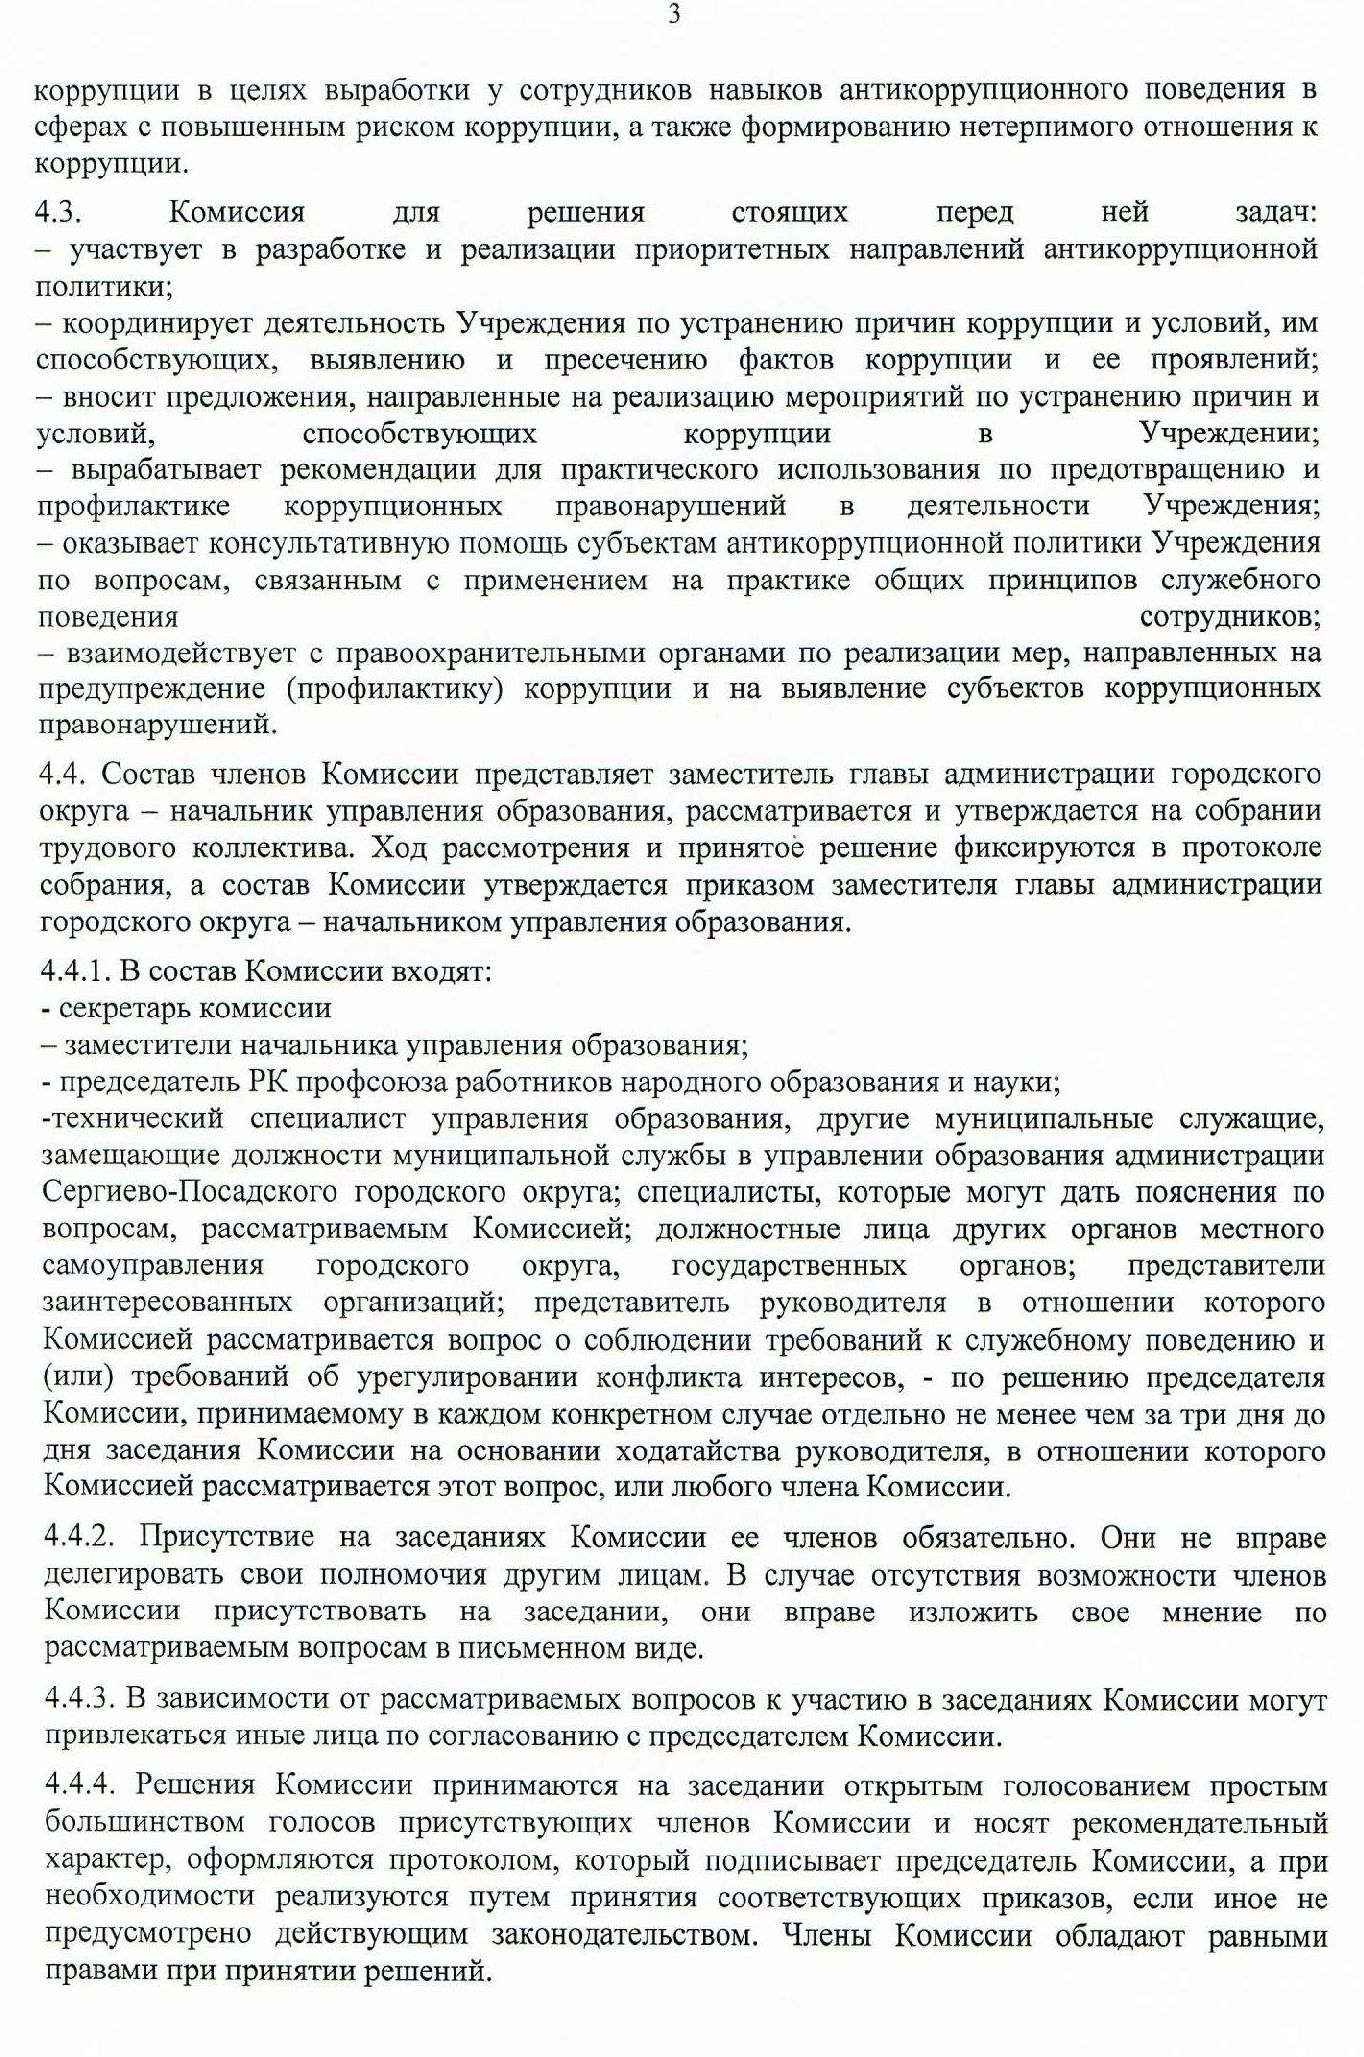 3
коррупции в целях выработки у сотрудников навыков антикоррупционного поведения в
сферах с повышенным риском коррупции, а также формированию нетерпимого отношения к
коррупции.
4.3. Комиссия для решения стоящих перед ней задач:
– участвует в разработке и реализации приоритетных направлений антикоррупционной
политики;
– координирует деятельность Учреждения по устранению причин коррупции и условий, им
способствующих, выявлению и пресечению фактов коррупции и ее проявлений;
– вносит предложения, направленные на реализацию мероприятий по устранению причин и
условий, способствующих коррупции в Учреждении;
– вырабатывает рекомендации для практического использования по предотвращению и
профилактике коррупционных правонарушений в деятельности Учреждения;
– оказывает консультативную помощь субъектам антикоррупционной политики Учреждения
по вопросам, связанным с применением на практике общих принципов служебного
поведения сотрудников;
– взаимодействует с правоохранительными органами по реализации мер, направленных на
предупреждение (профилактику) коррупции и на выявление субъектов коррупционных
правонарушений.
4.4. Состав членов Комиссии представляет заместитель главы администрации городского
округа – начальник управления образования, рассматривается и утверждается на собрании
трудового коллектива. Ход рассмотрения и принятое решение фиксируются в протоколе
собрания, а состав Комиссии утверждается приказом заместителя главы администрации
городского округа – начальником управления образования.
4.4.1. В состав Комиссии входят:
- секретарь комиссии
– заместители начальника управления образования;
- председатель РК профсоюза работников народного образования и науки;
-технический специалист управления образования, другие муниципальные служащие,
замещающие должности муниципальной службы в управлении образования администрации
Сергиево-Посадского городского округа; специалисты, которые могут дать пояснения по
вопросам, рассматриваемым Комиссией; должностные лица других органов местного
самоуправления городского округа, государственных органов; представители
заинтересованных организаций; представитель руководителя в отношении которого
Комиссией рассматривается вопрос о соблюдении требований к служебному поведению и
(или) требований об урегулировании конфликта интересов, - по решению председателя
Комиссии, принимаемому в каждом конкретном случае отдельно не менее чем за три дня до
дня заседания Комиссии на основании ходатайства руководителя, в отношении которого
Комиссией рассматривается этот вопрос, или любого члена Комиссии.
4.4.2. Присутствие на заседаниях Комиссии ее членов обязательно. Они не вправе
делегировать свои полномочия другим лицам. В случае отсутствия возможности членов
Комиссии присутствовать на заседании, они вправе изложить свое мнение по
рассматриваемым вопросам в письменном виде.
4.4.3. В зависимости от рассматриваемых вопросов к участию в заседаниях Комиссии могут
привлекаться иные лица по согласованию с председателем Комиссии.
4.4.4. Решения Комиссии принимаются на заседании открытым голосованием простым
большинством голосов присутствующих членов Комиссии и носят рекомендательный
характер, оформляются протоколом, который подписывает председатель Комиссии, а при
необходимости реализуются путем принятия соответствующих приказов, если иное не
предусмотрено действующим законодательством. Члены Комиссии обладают равными
правами при принятии решений.